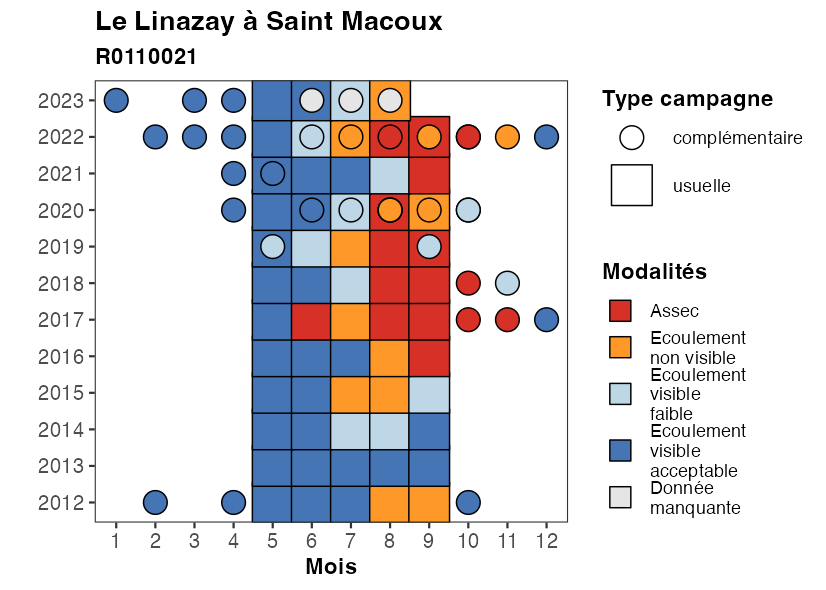 Le Linazay à Saint Macoux
R0110021
2023
2022
2021
2020
2019
2018
2017
2016
2015
2014
2013
2012
1 2 3 4 5 6 7 8 9 10 11 12
Mois
Type campagne
complémentaire
usuelle
Modalités
Assec
Ecoulement
non visible
Ecoulement
visible
faible
Ecoulement
visible
acceptable
Donnée
manquante